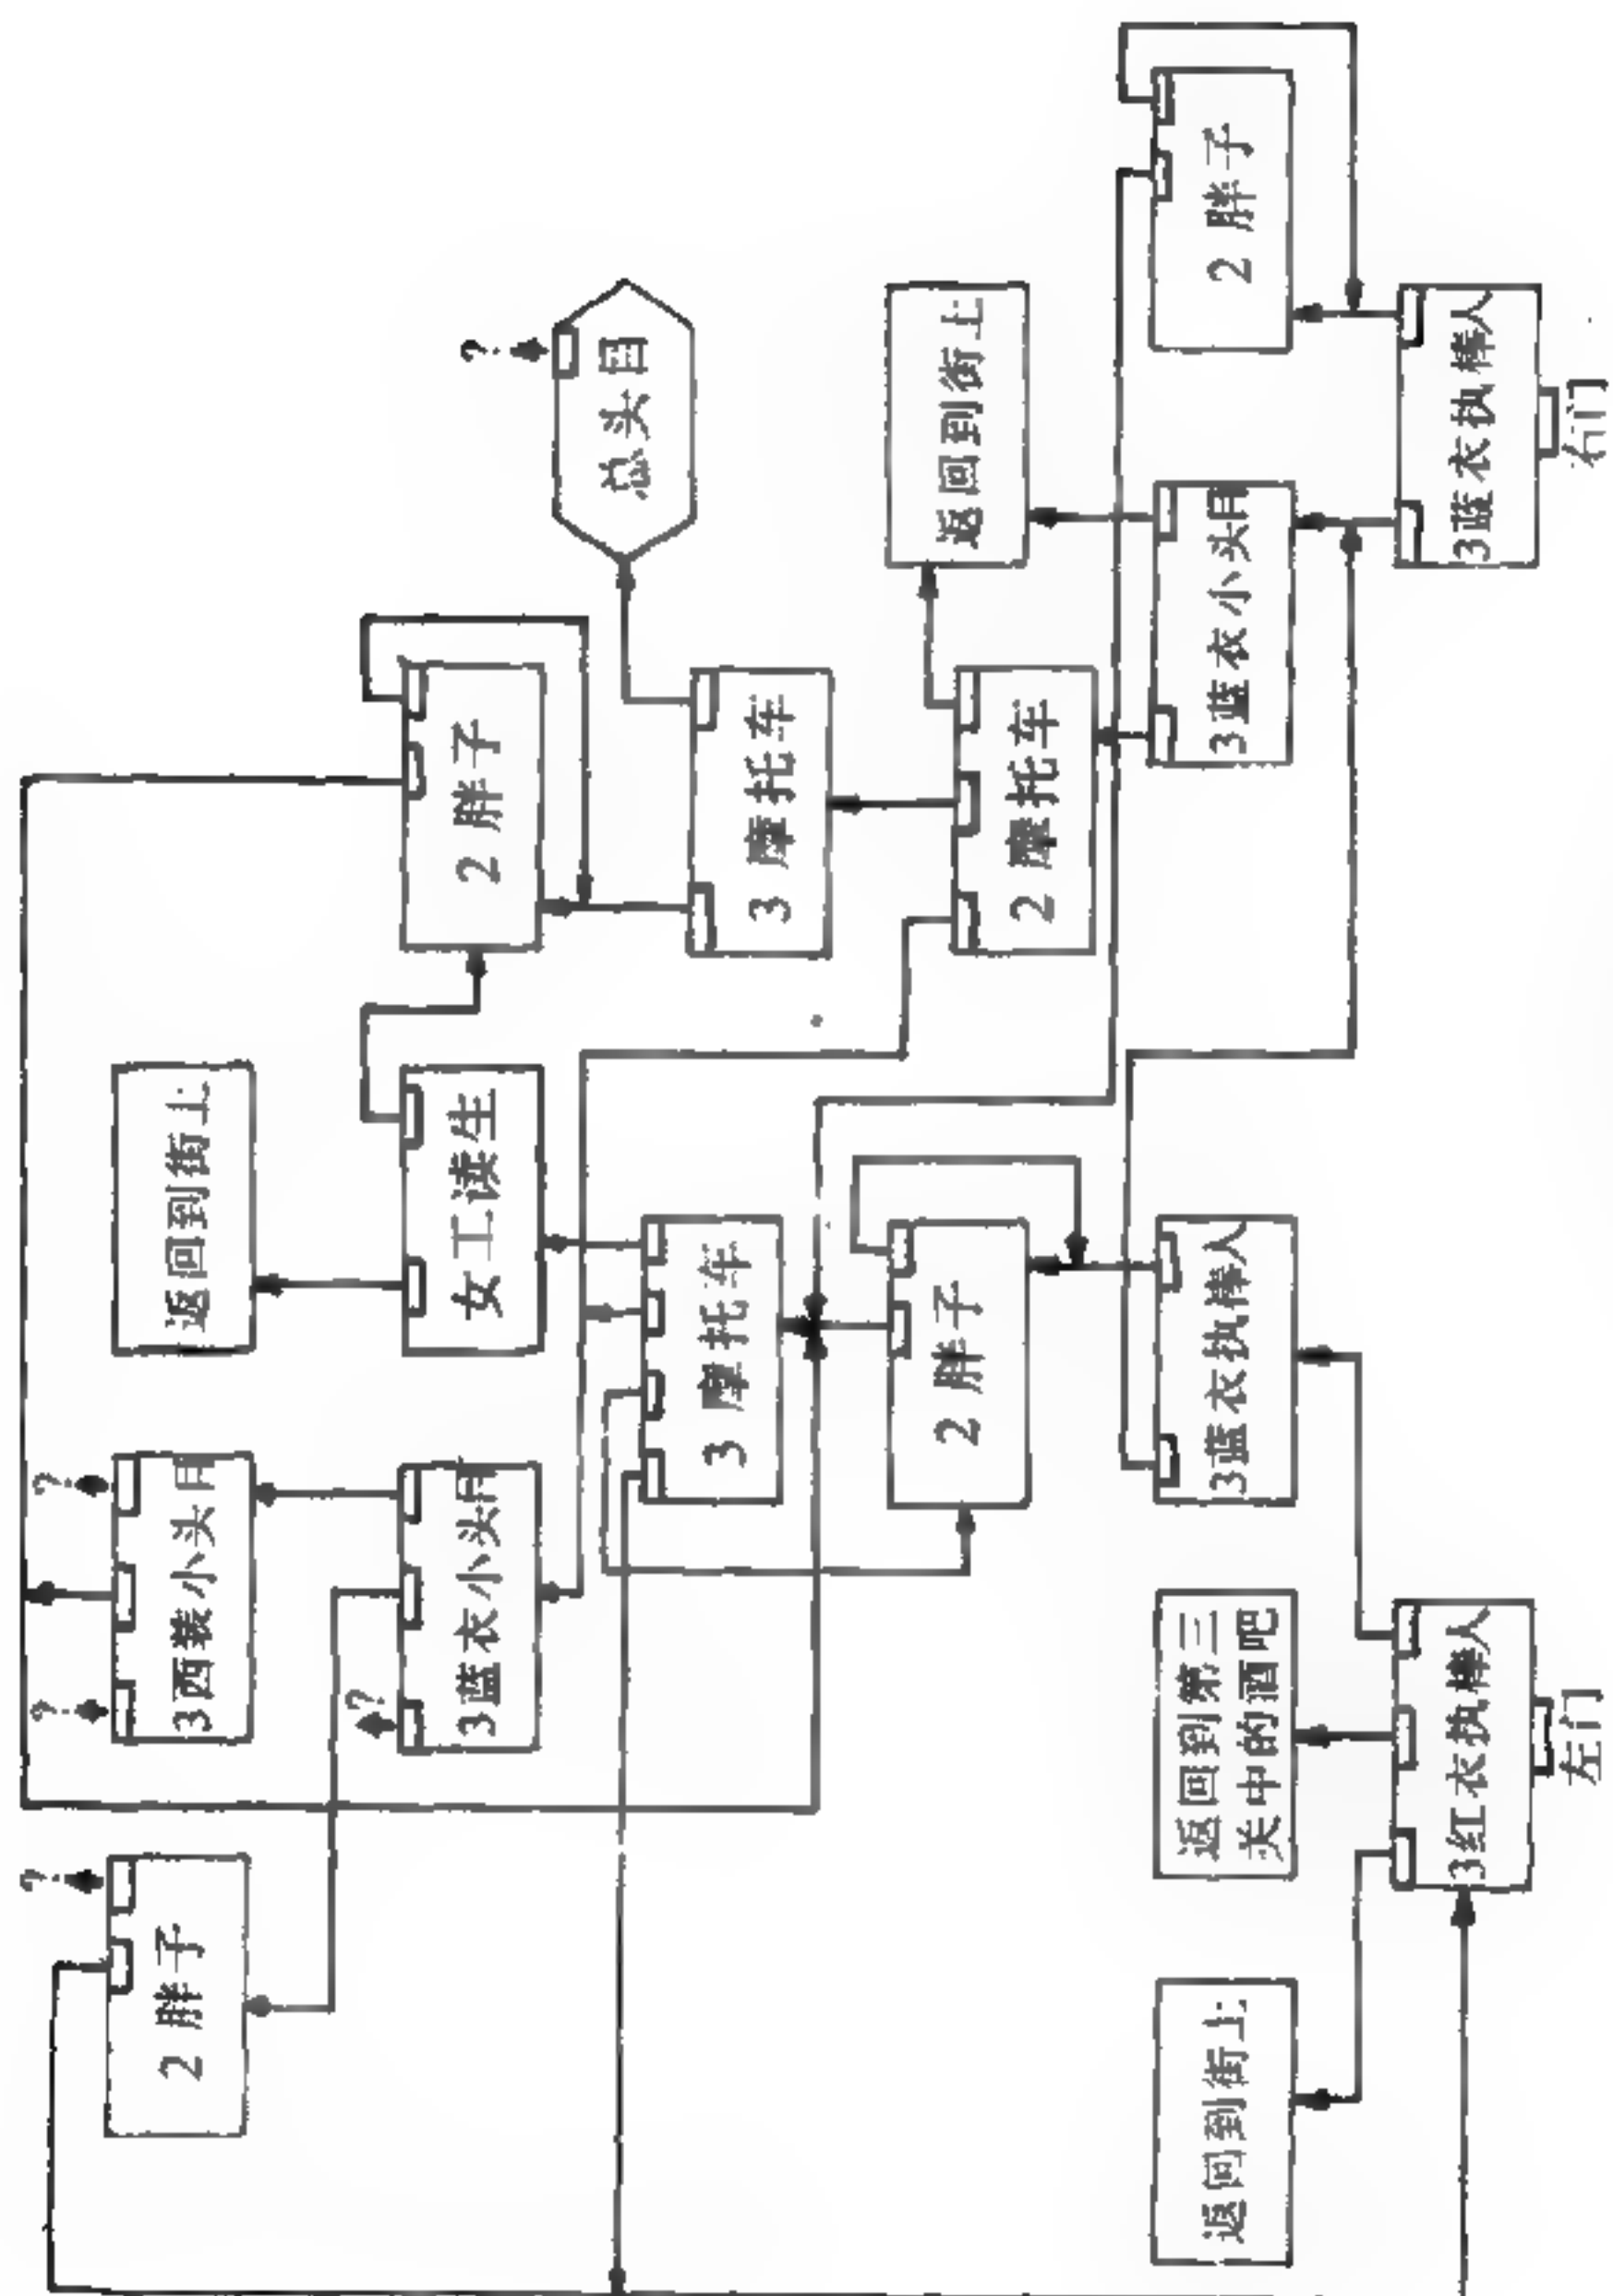 ?
?
?
2 胖子
3西装小头目
返回到街上
?
3蓝衣小头目
女工读生
2 胖子
?
总头目
3 摩托车
3 摩托车
2 胖子
2 摩托车
返回到街上
返回到街上
返回到第三
关中的酒吧
3蓝衣执棒人
3蓝衣小头目
2 胖子
3红衣执棒人
3蓝衣执棒人
左门
右门